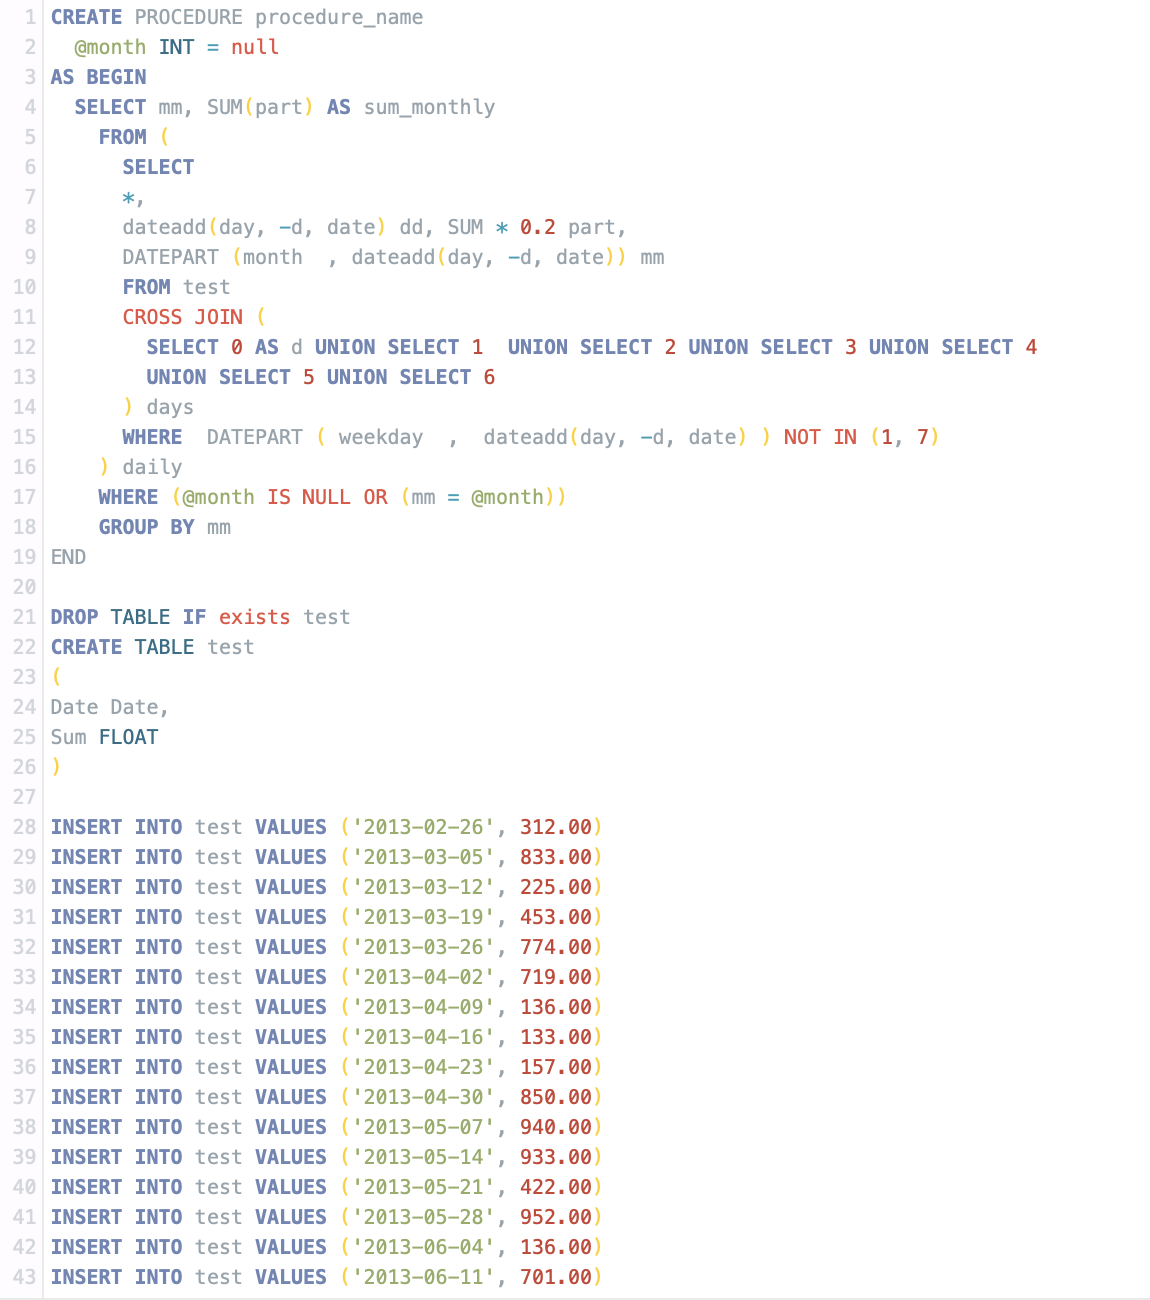 1 CREATE PROCEDURE procedure_name
2   @month INT = null
3 AS BEGIN
4   SELECT mm, SUM(part) AS sum_monthly
5     FROM (
6       SELECT
7       *,
8       dateadd(day, -d, date) dd, SUM * 0.2 part,
9       DATEPART (month  , dateadd(day, -d, date)) mm
10       FROM test
11       CROSS JOIN (
12         SELECT 0 AS d UNION SELECT 1  UNION SELECT 2 UNION SELECT 3 UNION SELECT 4
13         UNION SELECT 5 UNION SELECT 6
14       ) days
15       WHERE  DATEPART ( weekday  ,  dateadd(day, -d, date) ) NOT IN (1, 7)
16     ) daily
17     WHERE (@month IS NULL OR (mm = @month))
18     GROUP BY mm
19 END
20
21 DROP TABLE IF exists test
22 CREATE TABLE test
23 (
24 Date Date,
25 Sum FLOAT
26 )
27
28 INSERT INTO test VALUES ('2013-02-26', 312.00)
29 INSERT INTO test VALUES ('2013-03-05', 833.00)
30 INSERT INTO test VALUES ('2013-03-12', 225.00)
31 INSERT INTO test VALUES ('2013-03-19', 453.00)
32 INSERT INTO test VALUES ('2013-03-26', 774.00)
33 INSERT INTO test VALUES ('2013-04-02', 719.00)
34 INSERT INTO test VALUES ('2013-04-09', 136.00)
35 INSERT INTO test VALUES ('2013-04-16', 133.00)
36 INSERT INTO test VALUES ('2013-04-23', 157.00)
37 INSERT INTO test VALUES ('2013-04-30', 850.00)
38 INSERT INTO test VALUES ('2013-05-07', 940.00)
39 INSERT INTO test VALUES ('2013-05-14', 933.00)
40 INSERT INTO test VALUES ('2013-05-21', 422.00)
41 INSERT INTO test VALUES ('2013-05-28', 952.00)
42 INSERT INTO test VALUES ('2013-06-04', 136.00)
43 INSERT INTO test VALUES ('2013-06-11', 701.00)